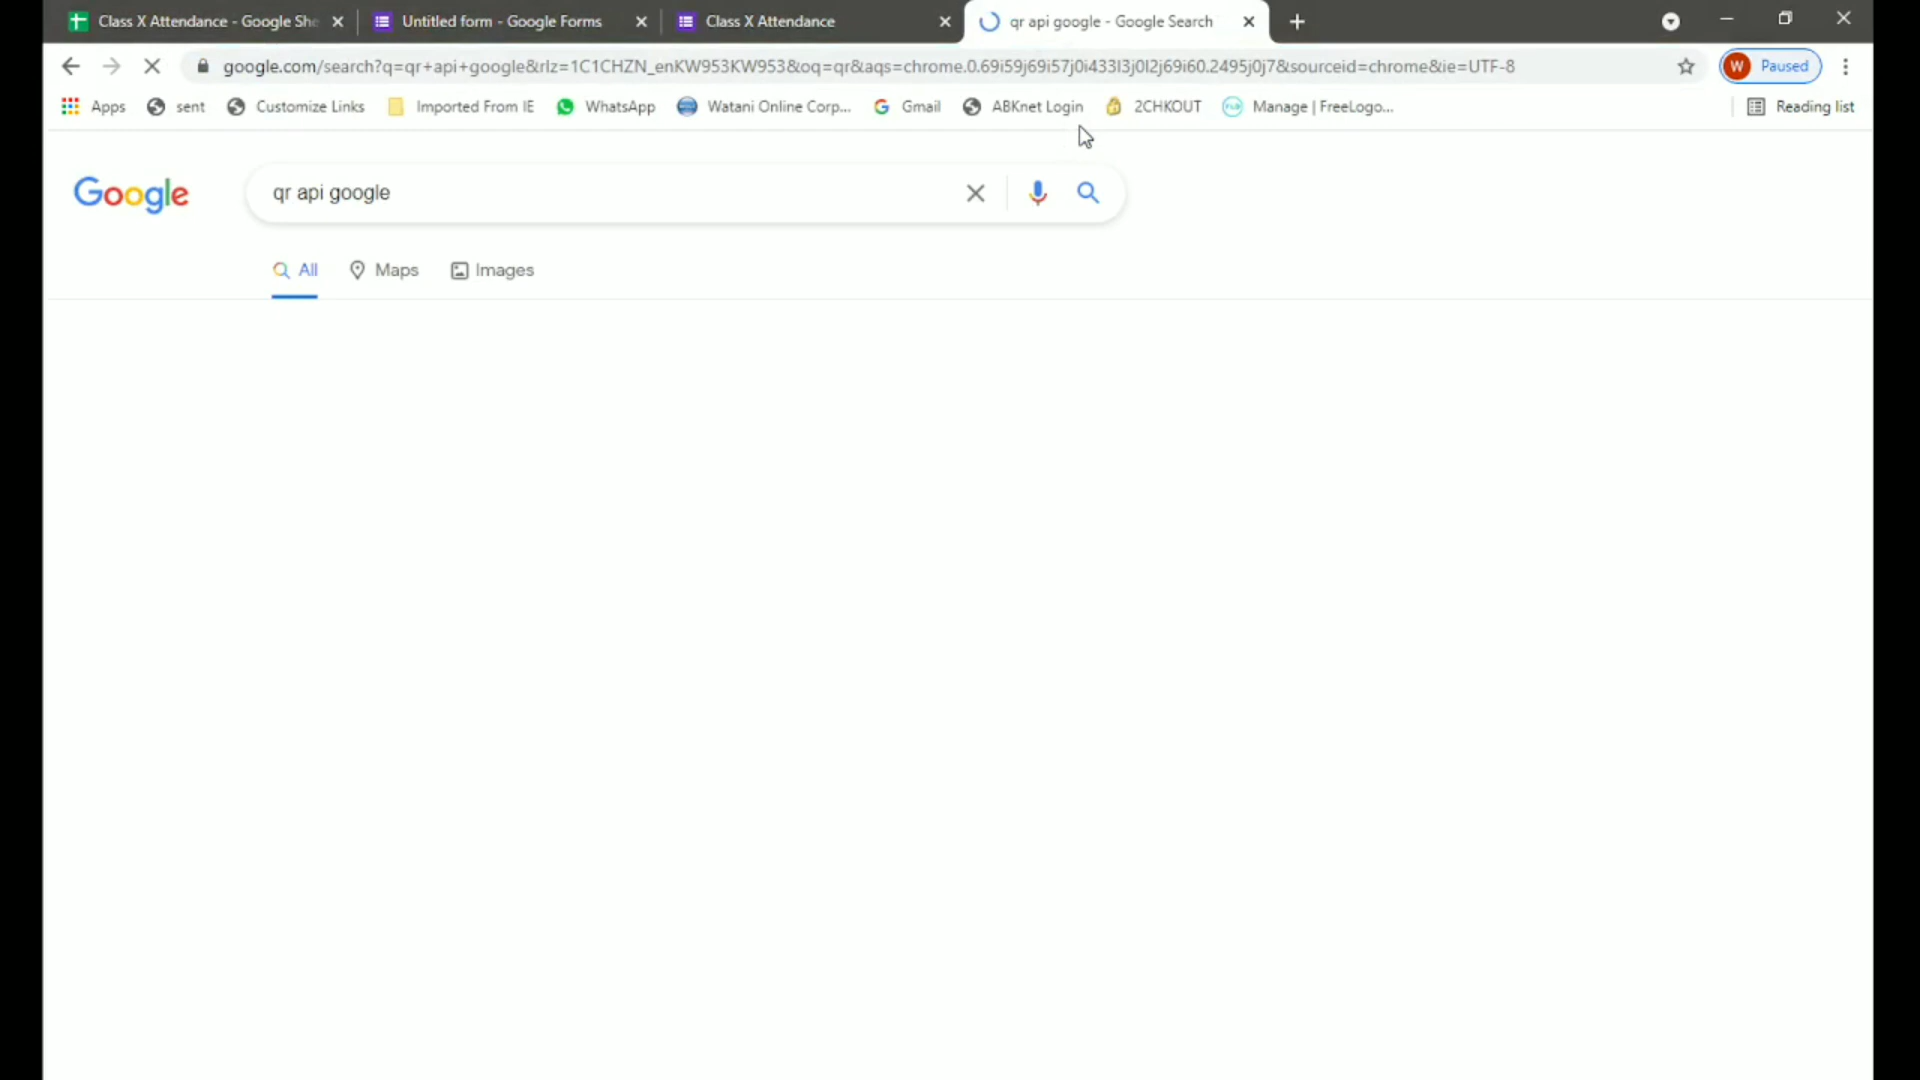 Class X Attendance - Google She
Untitled form - Google Forms
Class X Attendance
qr api google - Google Search
google.com/search?q=qr+api+google&rlz=1C1CHZN_enKW953KW953&oq=qr&aqs=chrome.0.69i59j69i57j0i433l3j0l2j69i60.2495j0j7&sourceid=chrome&ie=UTF-8
W Paused
Apps
sent
Customize Links
Imported From IE
WhatsApp
Watani Online Corp...
Gmail
ABKnet Login
2CHKOUT
Manage | FreeLogo...
Reading list
Google
qr api google
All
Maps
Images